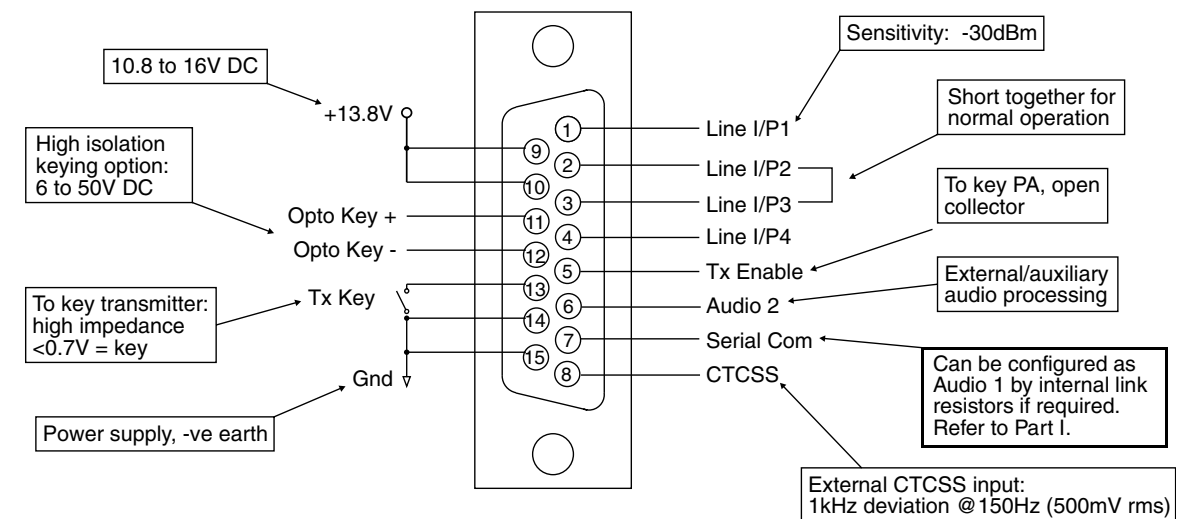 10.8 to 16V DC
+13.8V
High isolation
keying option:
6 to 50V DC
Opto Key +
Opto Key -
To key transmitter:
high impedance
<0.7V = key
Tx Key
Gnd
Power supply, -ve earth
1
9
2
10
3
11
4
12
5
13
6
14
7
15
8
Line I/P1
Line I/P2
Line I/P3
Line I/P4
Tx Enable
Audio 2
Serial Com
CTCSS
Sensitivity: -30dBm
Short together for
normal operation
To key PA, open
collector
External/auxiliary
audio processing
Can be configured as
Audio 1 by internal link
resistors if required.
Refer to Part I.
External CTCSS input:
1kHz deviation @150Hz (500mV rms)